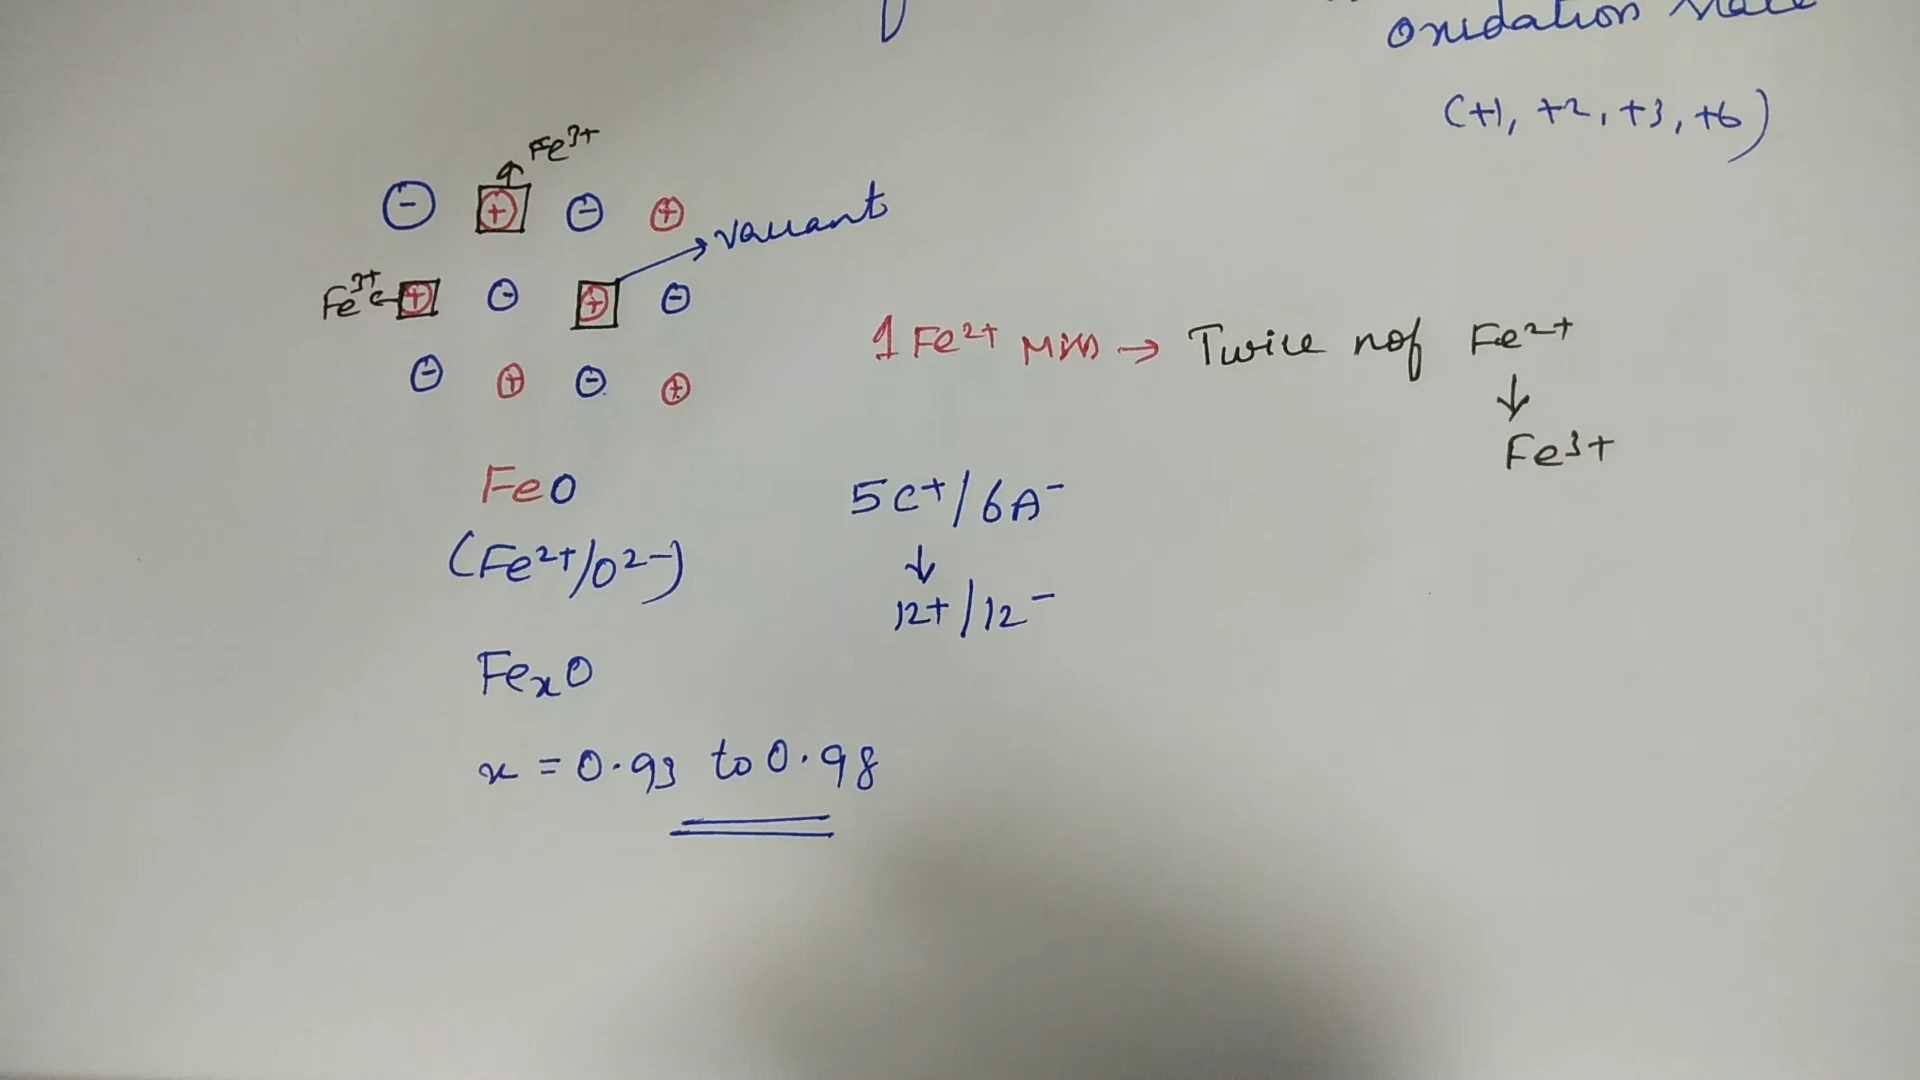 oxidation state
(+1, +2, +3, +6)
Fe³⁺
⊖ ⊕ ⊖ ⊕
vacant
Fe³⁺ ⊕ ⊖ ⊕ ⊖
1 Fe²⁺ miss → Twice no of Fe²⁺
⊖ ⊕ ⊖ ⊕
↓
Fe³⁺
FeO
5C⁺/6A⁻
(Fe²⁺/O²⁻)
↓
12⁺/12⁻
FeₓO
x = 0.93 to 0.98